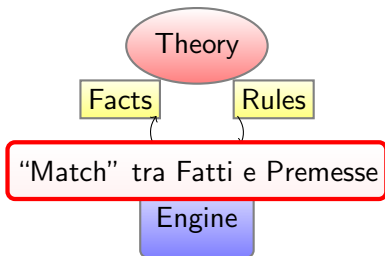 Theory
Facts Rules
“Match” tra Fatti e Premesse
Engine